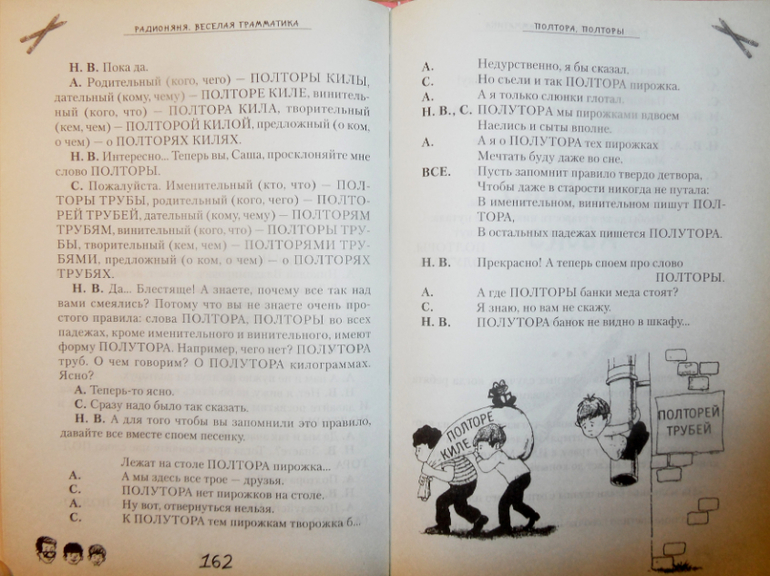 РАДИОНЯНЯ. ВЕСЕЛАЯ ГРАММАТИКА
Н. В. Пока да.
А. Родительный (кого, чего) — ПОЛТОРЫ КИЛЫ,
дательный (кому, чему) — ПОЛТОРЕ КИЛЕ, винитель-
ный (кого, что) — ПОЛТОРА КИЛА, творительный
(кем, чем) — ПОЛТОРОЙ КИЛОЙ, предложный (о ком,
о чем) — о ПОЛТОРЯХ КИЛЯХ.
Н. В. Интересно... Теперь вы, Саша, просклоняйте мне
слово ПОЛТОРЫ.
С. Пожалуйста. Именительный (кто, что) — ПОЛ-
ТОРЫ ТРУБЫ, родительный (кого, чего) — ПОЛТО-
РЕЙ ТРУБЕЙ, дательный (кому, чему) — ПОЛТОРЯМ
ТРУБЯМ, винительный (кого, что) — ПОЛТОРЫ ТРУ-
БЫ, творительный (кем, чем) — ПОЛТОРЯМИ ТРУ-
БЯМИ, предложный (о ком, о чем) — о ПОЛТОРЯХ
ТРУБЯХ.
Н. В. Да... Блестяще! А знаете, почему все так над
вами смеялись? Потому что вы не знаете очень про-
стого правила: слова ПОЛТОРА, ПОЛТОРЫ во всех
падежах, кроме именительного и винительного, имеют
форму ПОЛУТОРА. Например, чего нет? ПОЛУТОРА
труб. О чем говорим? О ПОЛУТОРА килограммах.
Ясно?
А. Теперь-то ясно.
С. Сразу надо было так сказать.
Н. В. А для того чтобы вы запомнили это правило,
давайте все вместе споем песенку.
Лежат на столе ПОЛТОРА пирожка...
А. А мы здесь все трое — друзья.
С. ПОЛУТОРА нет пирожков на столе.
А. Ну вот, отвернуться нельзя.
С. К ПОЛУТОРА тем пирожкам творожка б...
162
ПОЛТОРА, ПОЛТОРЫ
А. Недурственно, я бы сказал.
С. Но съели и так ПОЛТОРА пирожка.
А. А я только слюнки глотал.
Н. В., С. ПОЛУТОРА мы пирожками вдвоем
Наелись и сыты вполне.
А. А я о ПОЛУТОРА тех пирожках
Мечтать буду даже во сне.
ВСЕ. Пусть запомнит правило твердо детвора,
Чтобы даже в старости никогда не путала:
В именительном, винительном пишут ПОЛ-
ТОРА,
В остальных падежах пишется ПОЛУТОРА.
Н. В. Прекрасно! А теперь споем про слово
ПОЛТОРЫ.
А. А где ПОЛТОРЫ банки меда стоят?
С. Я знаю, но вам не скажу.
Н. В. ПОЛУТОРА банок не видно в шкафу...
ПОЛТОРЕ
КИЛЕ
ПОЛТОРЕЙ
ТРУБЕЙ